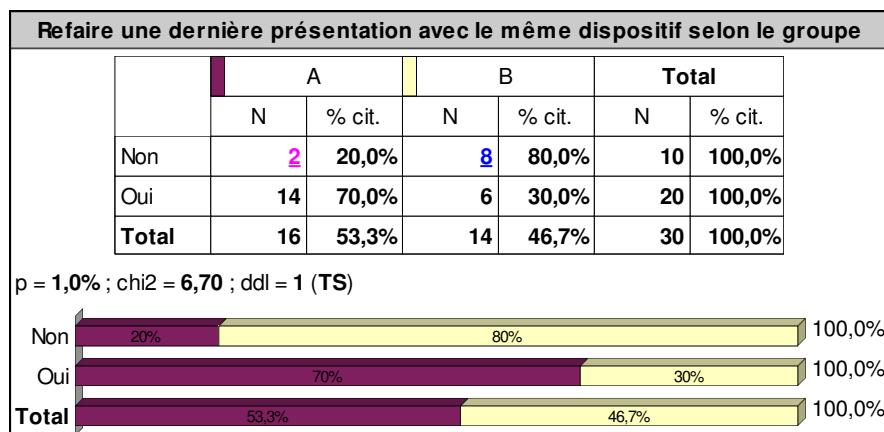 Refaire une dernière présentation avec le même dispositif selon le groupe
A B Total
N % cit. N % cit. N % cit.
Non 2 20,0% 8 80,0% 10 100,0%
Oui 14 70,0% 6 30,0% 20 100,0%
Total 16 53,3% 14 46,7% 30 100,0%
p = 1,0% ; chi2 = 6,70 ; ddl = 1 (TS)
Non 20% 80% 100,0%
Oui 70% 30% 100,0%
Total 53,3% 46,7% 100,0%